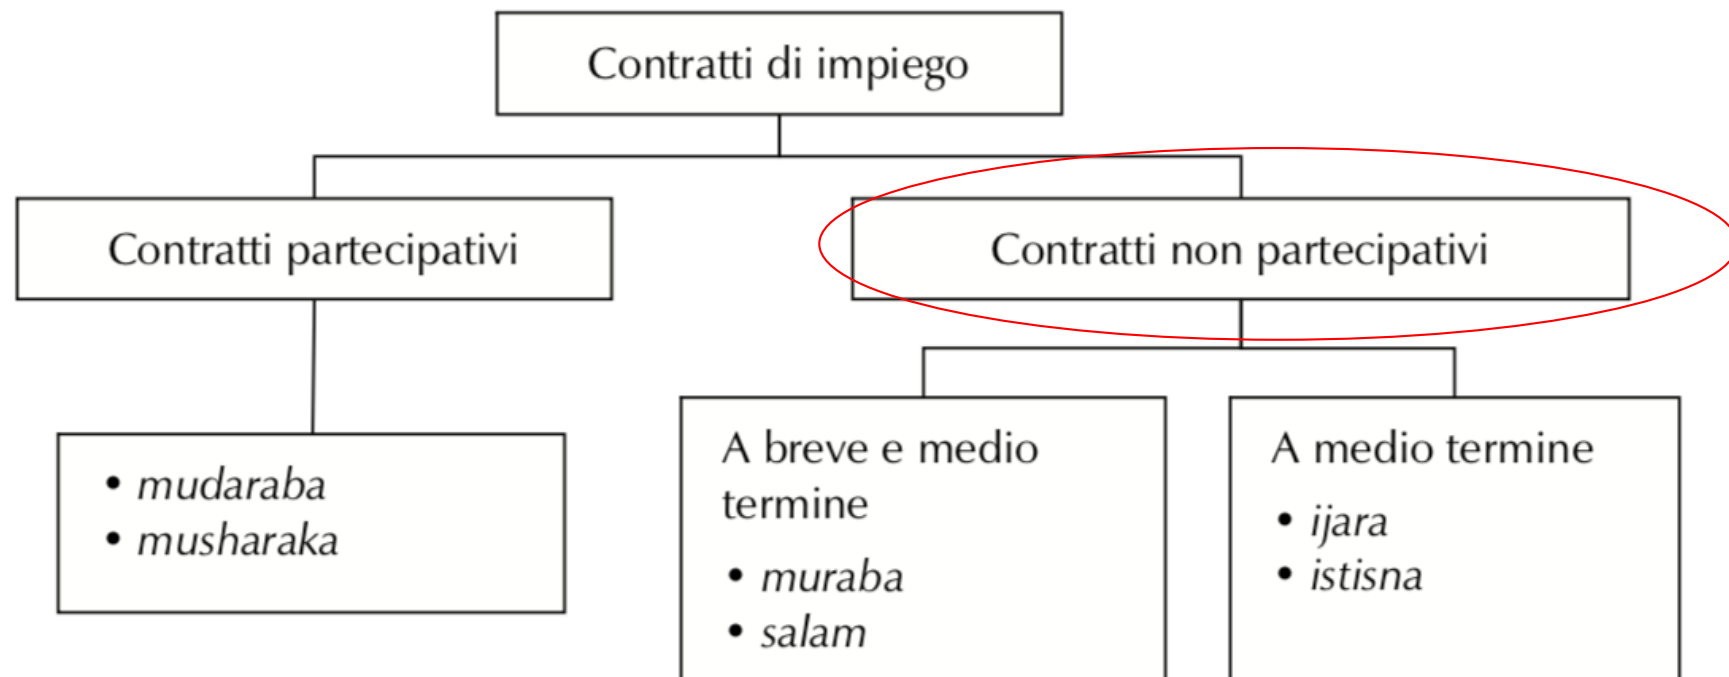 Contratti di impiego
Contratti partecipativi
Contratti non partecipativi
• mudaraba
• musharaka
A breve e medio
termine
• muraba
• salam
A medio termine
• ijara
• istisna